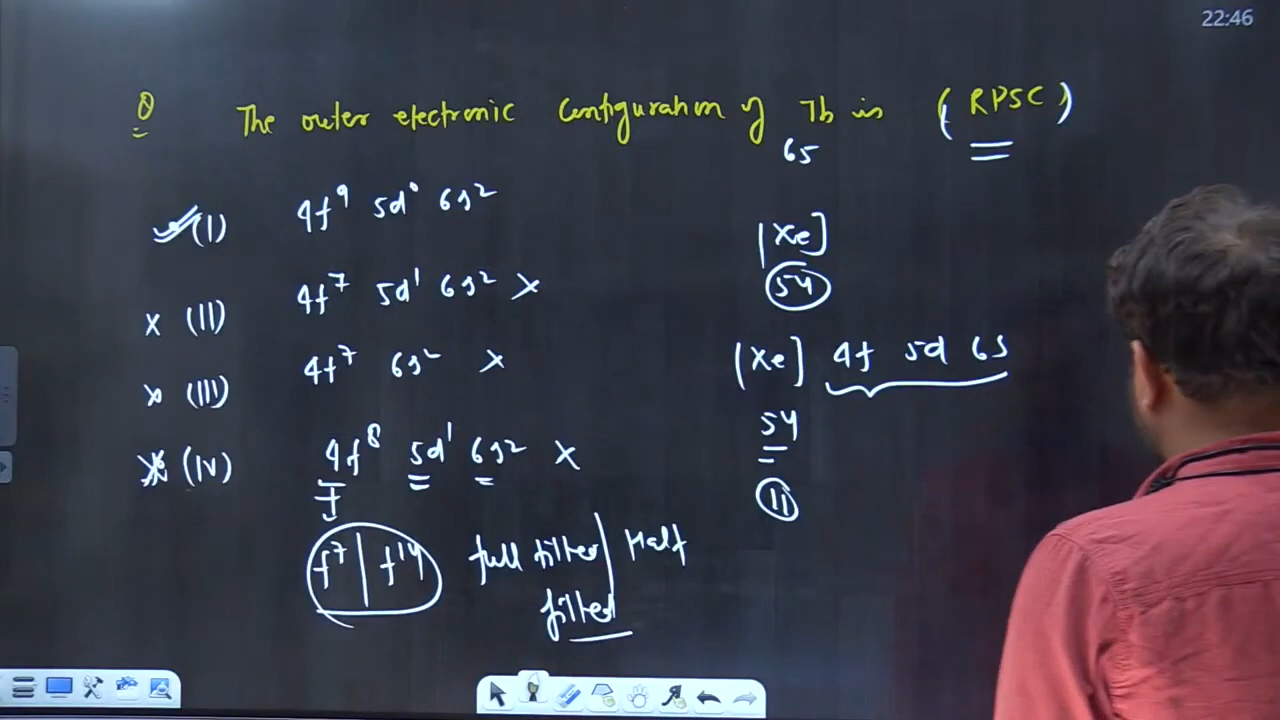 22:46
Q The outer electronic Configuration of Tb is (RPSC)
65
(I) 4f⁹ 5d⁰ 6s²
x (II) 4f⁷ 5d¹ 6s² x
x (III) 4f⁷ 6s² x
(IV) 4f⁸ 5d¹ 6s² x
f⁷ | f¹⁴ full filled | Half
filled
[Xe]
54
[Xe] 4f 5d 6s
54
11